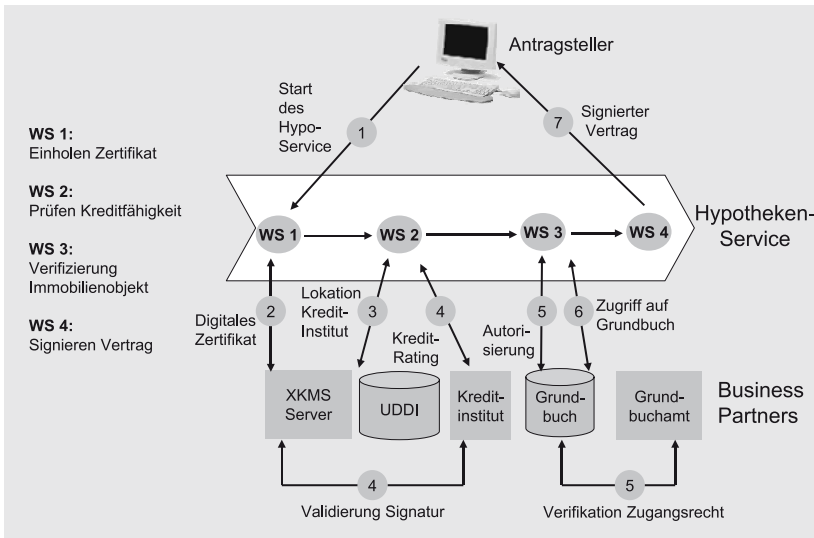 Antragsteller
Start
des
Hypo-
Service
1
7
Signierter
Vertrag
WS 1:
Einholen Zertifikat
WS 2:
Prüfen Kreditfähigkeit
WS 3:
Verifizierung
Immobilienobjekt
WS 4:
Signieren Vertrag
WS 1
WS 2
WS 3
WS 4
Hypotheken-
Service
Digitales
Zertifikat
2
Lokation
Kredit-
Institut
3
4
Kredit-
Rating
5
Autori-
sierung
6
Zugriff auf
Grundbuch
XKMS
Server
UDDI
Kredit-
institut
Grund-
buch
Grund-
buchamt
Business
Partners
4
Validierung Signatur
5
Verifikation Zugangsrecht